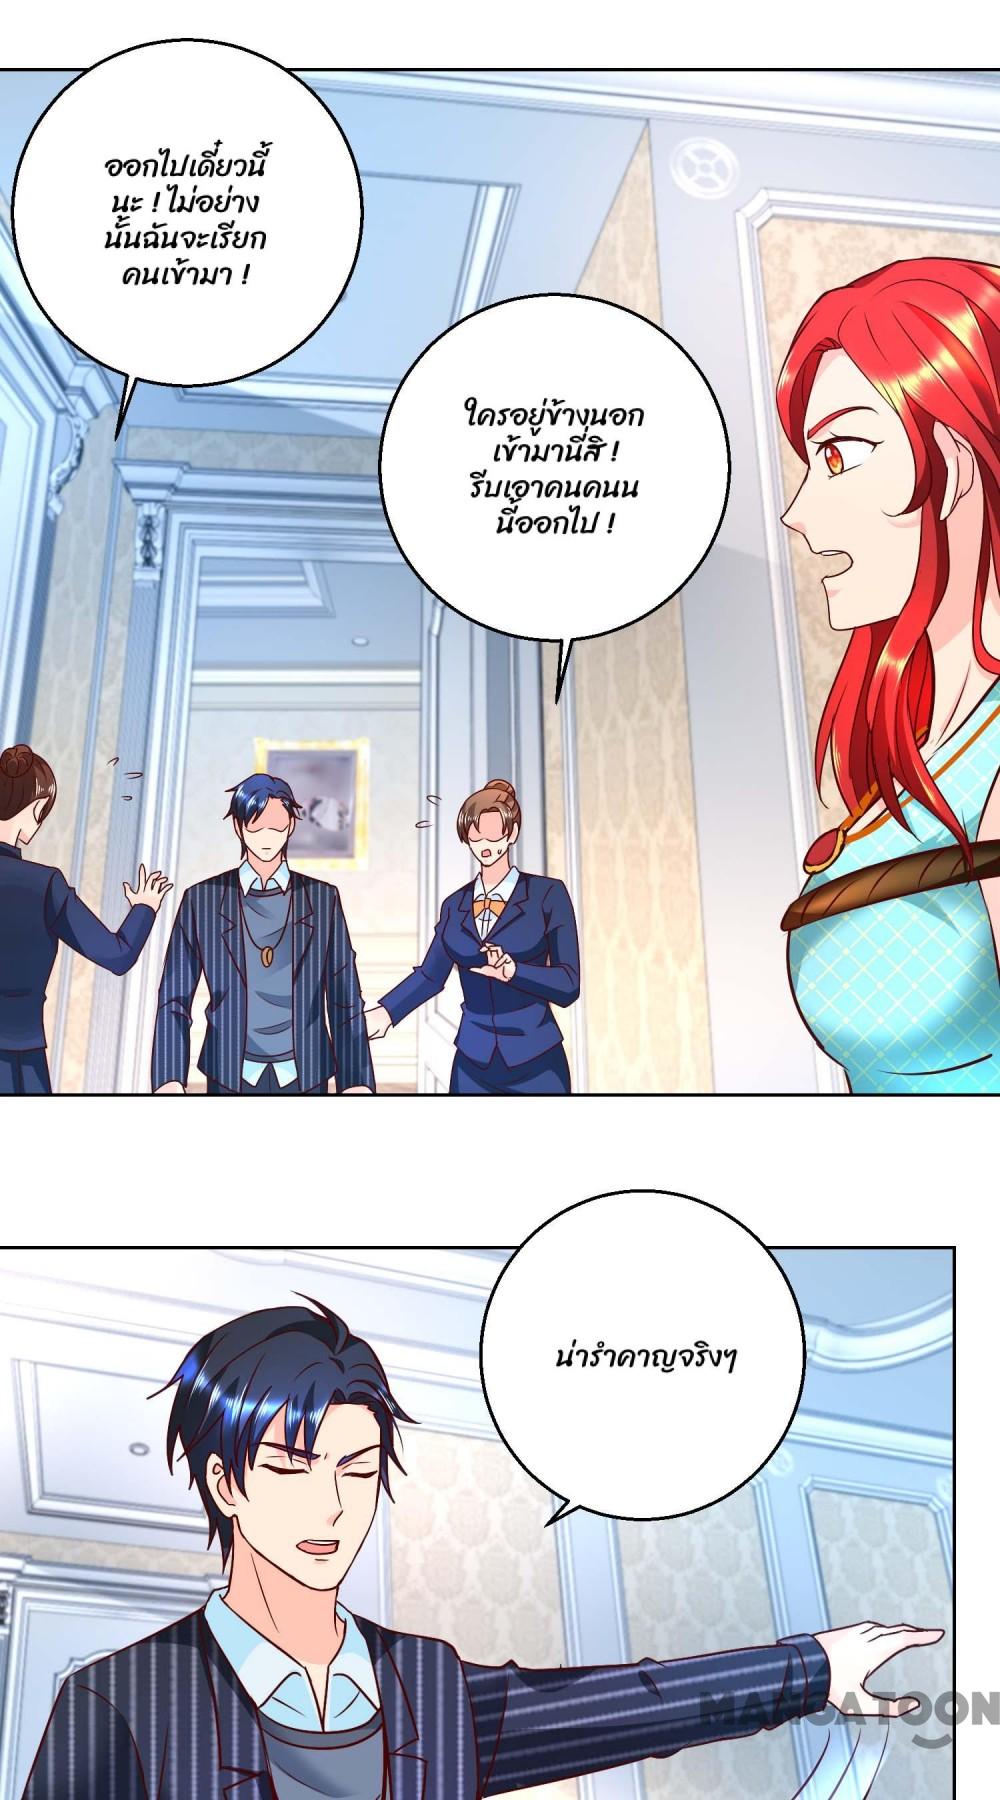 ออกไปเดี๋ยวนี้
นะ ! ไม่อย่าง
นั้นฉันจะเรียก
คนเข้ามา !
ใครอยู่ข้างนอก
เข้ามานี่สิ !
รีบเอาคนคนน
นี้ออกไป !
น่ารำคาญจริงๆ
MANGATOON